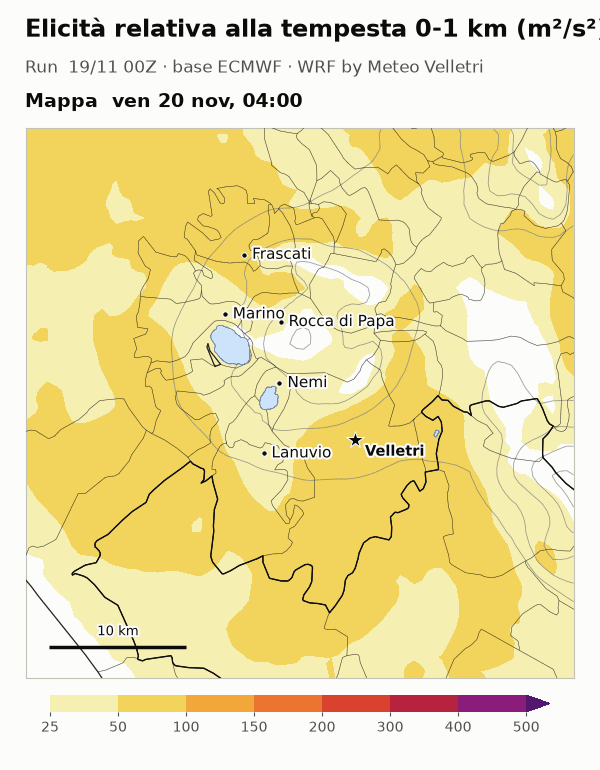 Elicità relativa alla tempesta 0-1 km (m²/s²)
Run 19/11 00Z · base ECMWF · WRF by Meteo Velletri
Mappa ven 20 nov, 04:00
Frascati
Marino
Rocca di Papa
Nemi
Velletri
Lanuvio
10 km
25 50 100 150 200 300 400 500